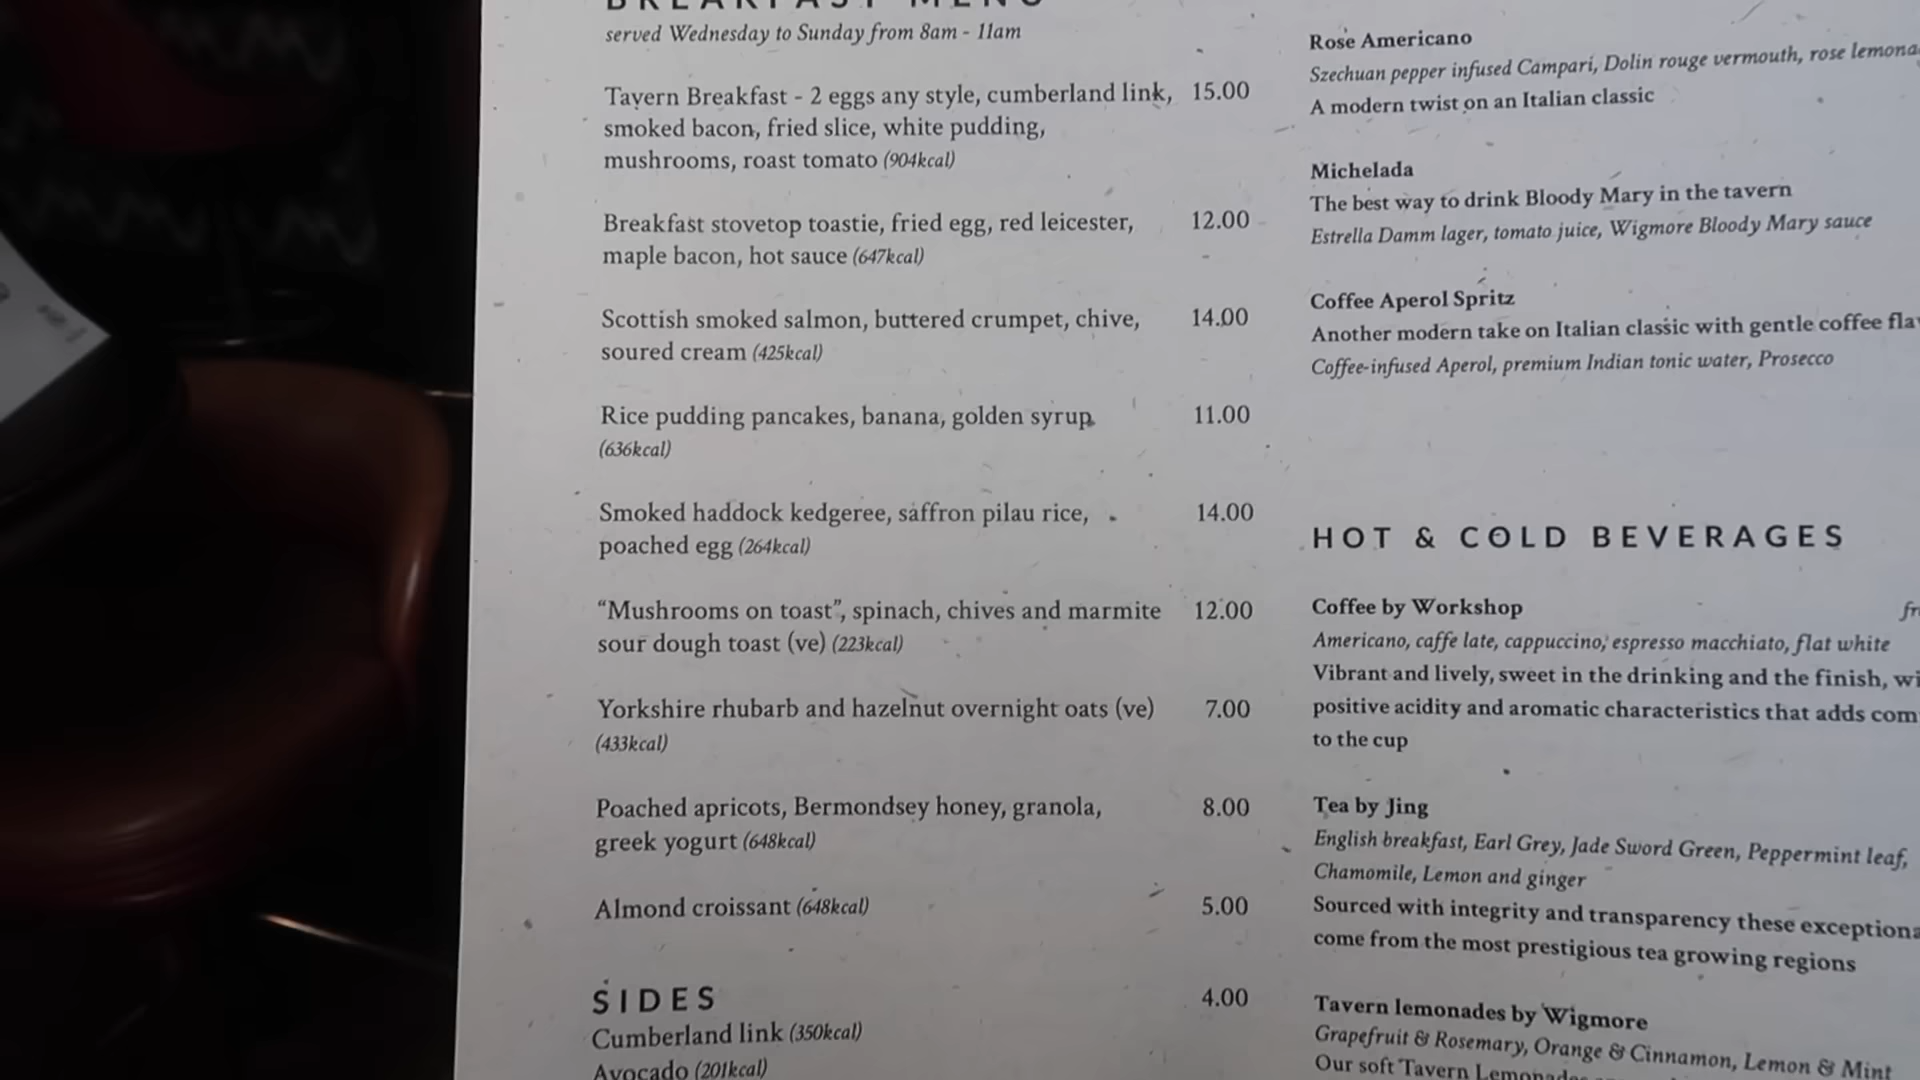 BREAKFAST MENU
served Wednesday to Sunday from 8am - 11am
Tavern Breakfast - 2 eggs any style, cumberland link, 15.00
smoked bacon, fried slice, white pudding,
mushrooms, roast tomato (904kcal)
Breakfast stovetop toastie, fried egg, red leicester, 12.00
maple bacon, hot sauce (647kcal)
Scottish smoked salmon, buttered crumpet, chive, 14.00
soured cream (425kcal)
Rice pudding pancakes, banana, golden syrup 11.00
(636kcal)
Smoked haddock kedgeree, saffron pilau rice, 14.00
poached egg (264kcal)
“Mushrooms on toast”, spinach, chives and marmite 12.00
sour dough toast (ve) (223kcal)
Yorkshire rhubarb and hazelnut overnight oats (ve) 7.00
(433kcal)
Poached apricots, Bermondsey honey, granola, 8.00
greek yogurt (648kcal)
Almond croissant (648kcal) 5.00
SIDES 4.00
Cumberland link (350kcal)
Avocado (201kcal)
Rose Americano
Szechuan pepper infused Campari, Dolin rouge vermouth, rose
A modern twist on an Italian classic
Michelada
The best way to drink Bloody Mary in the tavern
Estrella Damm lager, tomato juice, Wigmore Bloody Mary sauce
Coffee Aperol Spritz
Another modern take on Italian classic with gentle coffee
Coffee-infused Aperol, premium Indian tonic water, Prosecco
HOT & COLD BEVERAGES
Coffee by Workshop
Americano, caffe late, cappuccino, espresso macchiato, flat white
Vibrant and lively, sweet in the drinking and the finish,
positive acidity and aromatic characteristics that adds
to the cup
Tea by Jing
English breakfast, Earl Grey, Jade Sword Green, Peppermint leaf,
Chamomile, Lemon and ginger
Sourced with integrity and transparency these
come from the most prestigious tea growing regions
Tavern lemonades by Wigmore
Grapefruit & Rosemary, Orange & Cinnamon, Lemon & Mint
Our soft Tavern